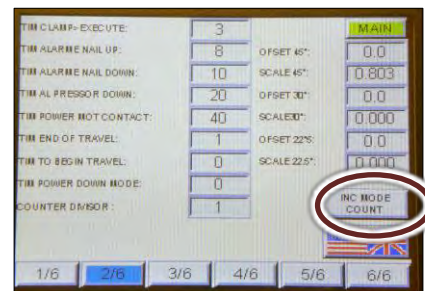 TIM CLAMP> EXECUTE: 3 MAIN
TIM ALARME NAIL UP: 8 OFSET 45°: 0.0
TIM ALARME NAIL DOWN: 10 SCALE 45°: 0.803
TIM AL PRESSOR DOWN: 20 OFSET 30°: 0.0
TIM POWER MOT CONTACT: 40 SCALE30°: 0.000
TIM END OF TRAVEL: 1 OFSET 22°5: 0.0
TIM TO BEGIN TRAVEL: 0 SCALE 22.5°: 0.000
TIM POWER DOWN MODE: 0
INC MODE
COUNTER DIVISOR : 1 COUNT
1/6 2/6 3/6 4/6 5/6 6/6